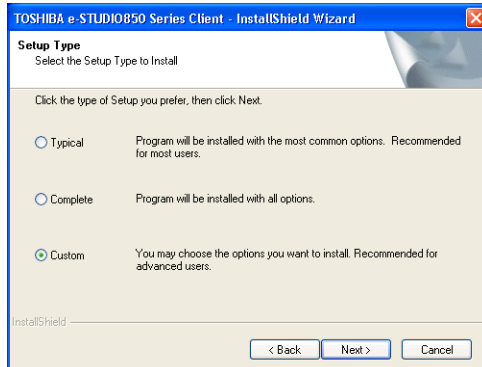 TOSHIBA e-STUDIO850 Series Client - InstallShield Wizard
Setup Type
Select the Setup Type to Install
Click the type of Setup you prefer, then click Next.
Typical
Program will be installed with the most common options. Recommended
for most users.
Complete
Program will be installed with all options.
Custom
You may choose the options you want to install. Recommended for
advanced users.
InstallShield
< Back
Next >
Cancel